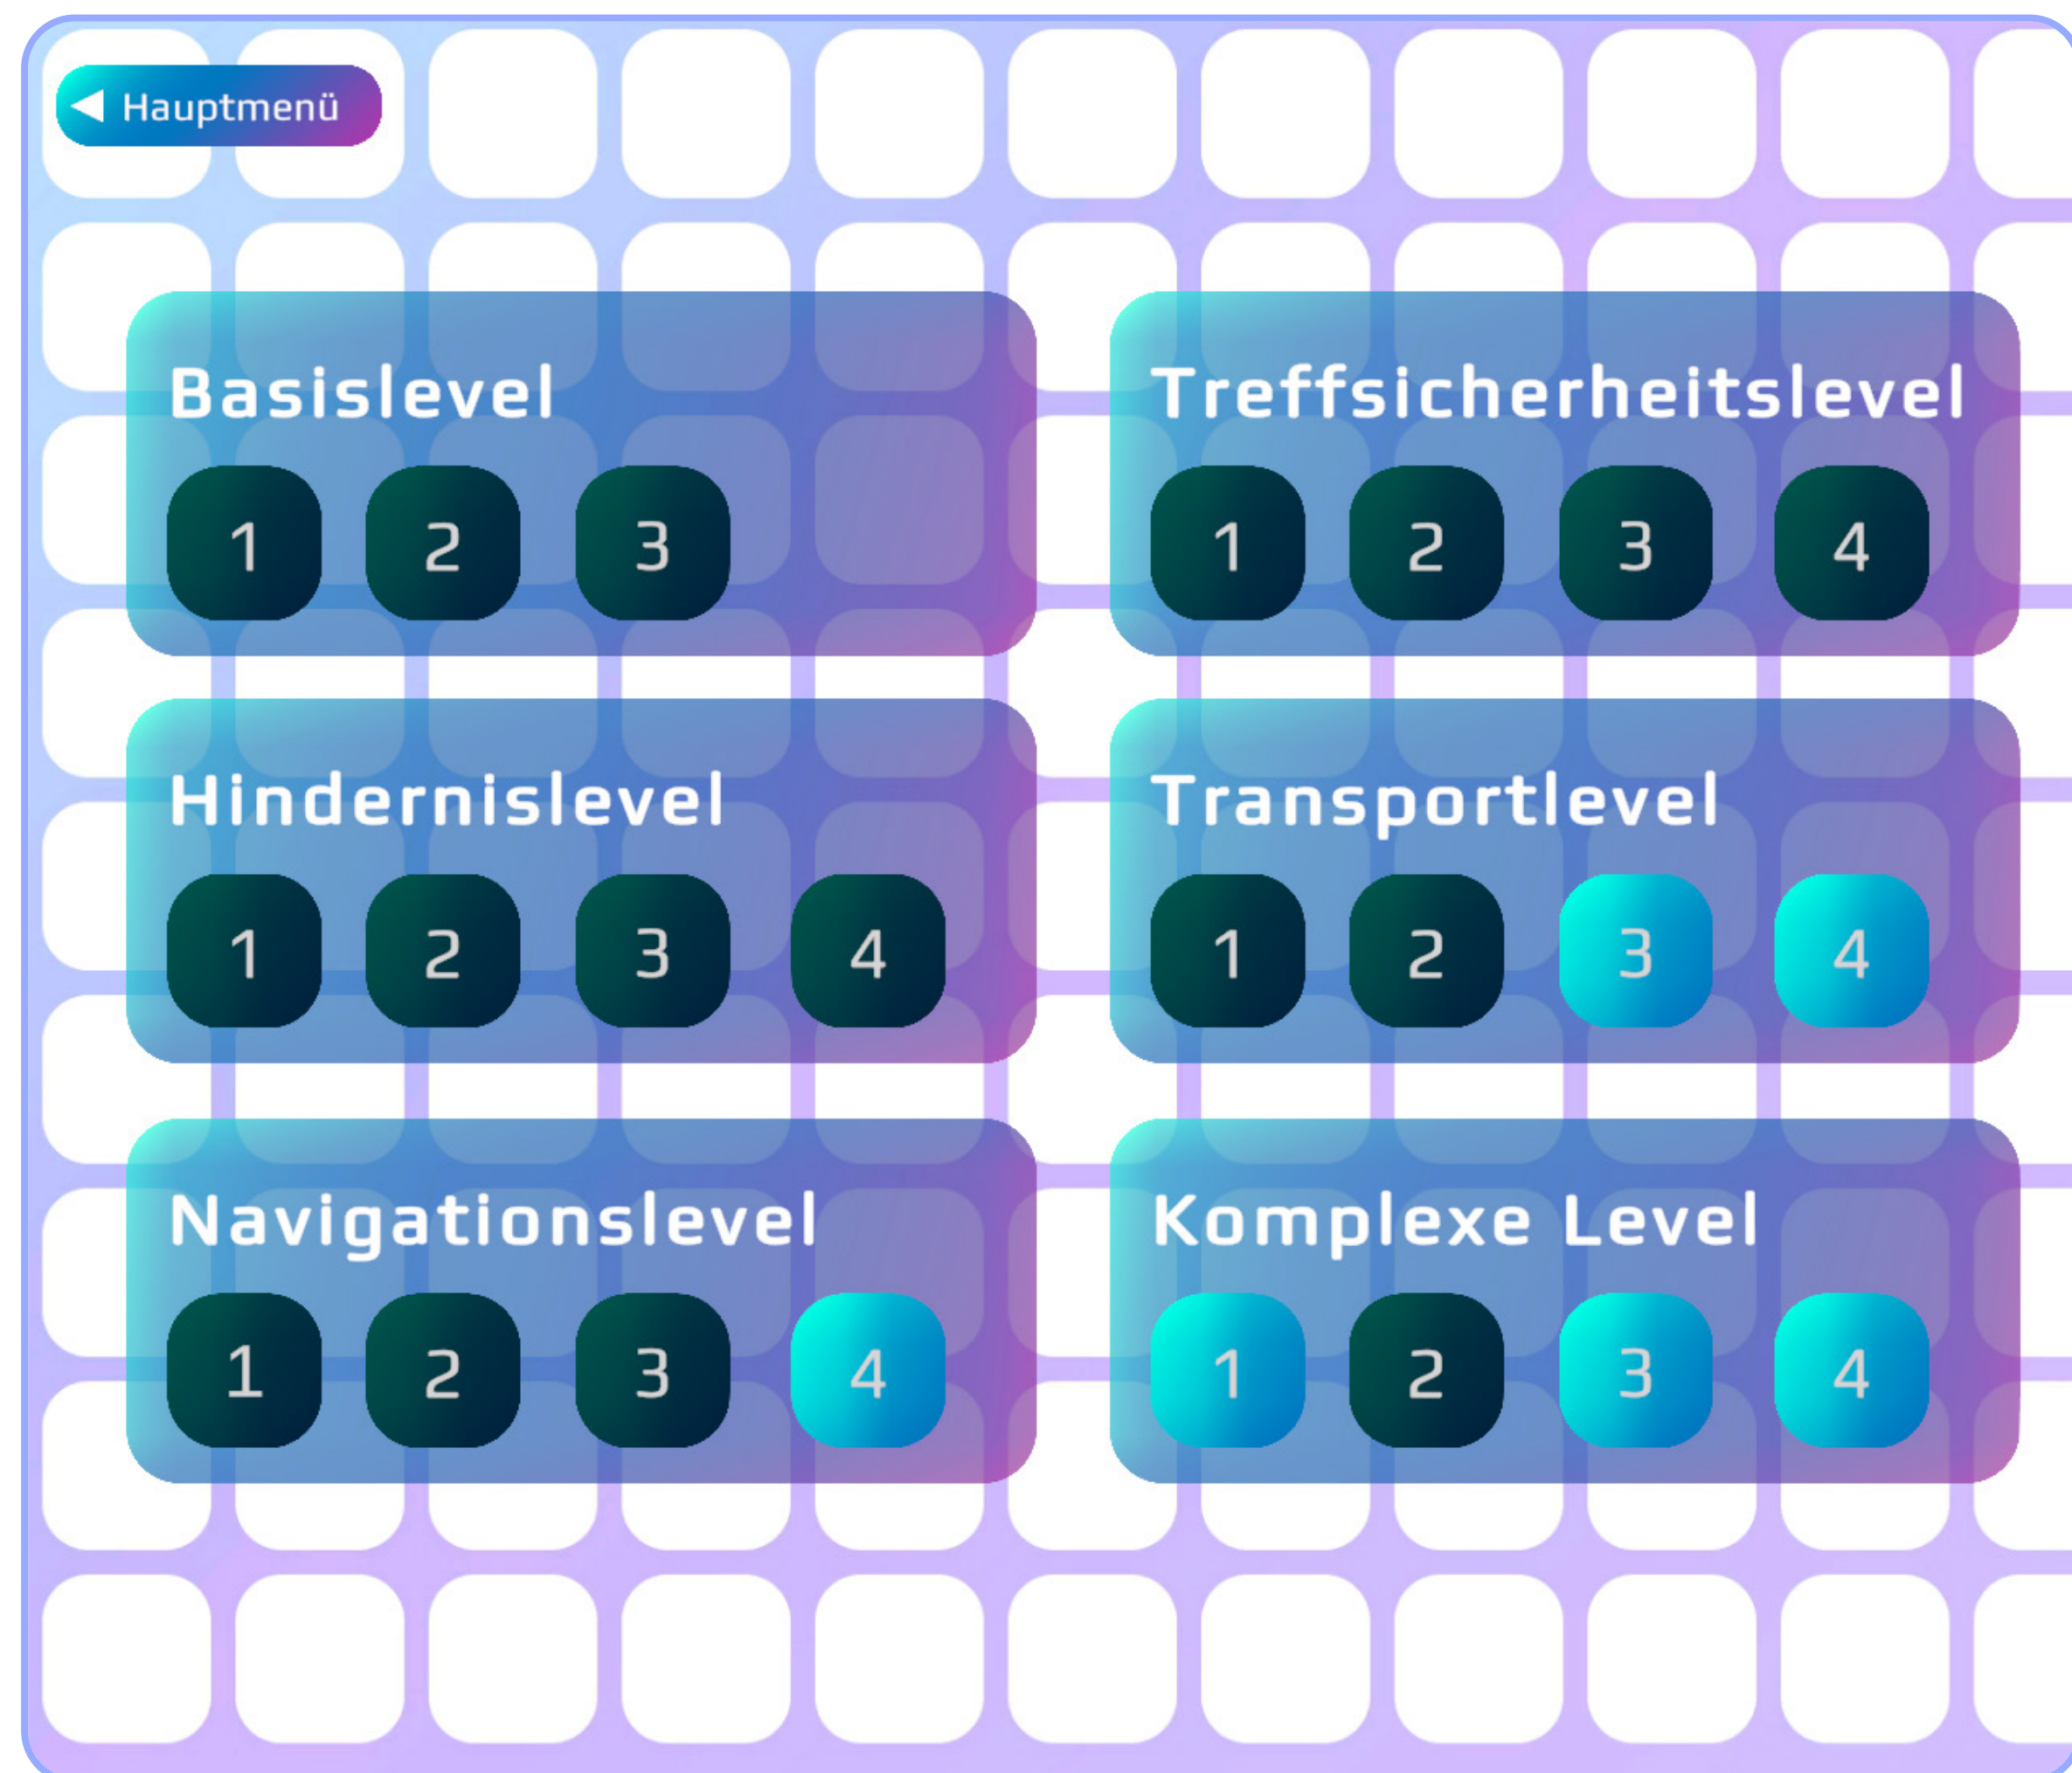 Hauptmenü
Basislevel
1 2 3
Treffsicherheitslevel
1 2 3 4
Hindernislevel
1 2 3 4
Transportlevel
1 2 3 4
Navigationslevel
1 2 3 4
Komplexe Level
1 2 3 4